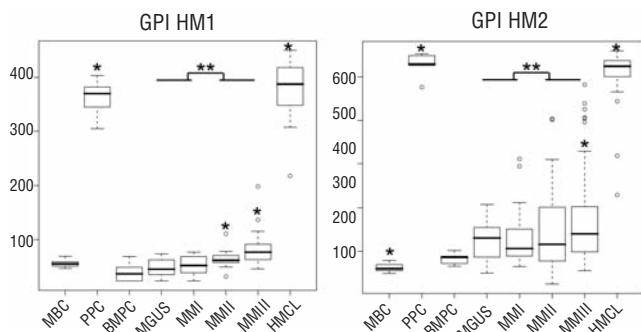 GPI HM1
400
300
200
100
*
*
**
*
*
MBC
PPC
BMPC
MGUS
MMI
MMII
MMIII
HMCL
GPI HM2
600
500
400
300
200
100
*
*
**
*
*
MBC
PPC
BMPC
MGUS
MMI
MMII
MMIII
HMCL